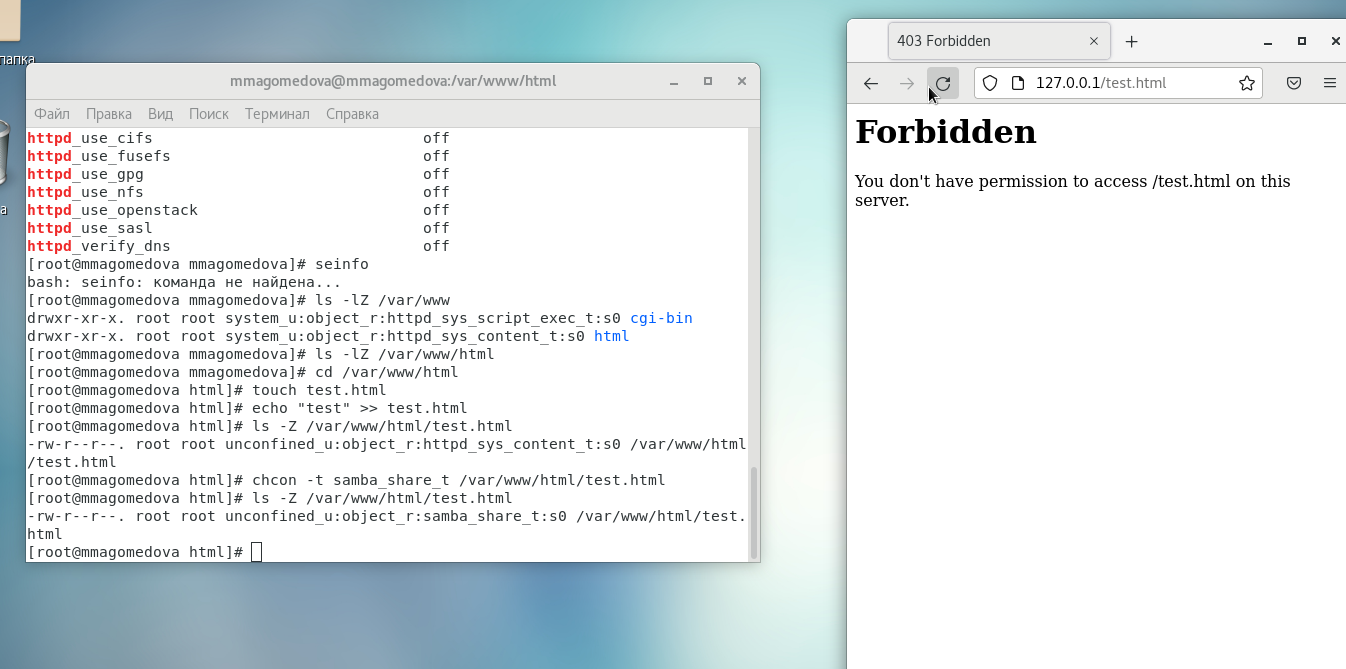 папка
а
mmagomedova@mmagomedova:/var/www/html
Файл Правка Вид Поиск Терминал Справка
httpd_use_cifs off
httpd_use_fusefs off
httpd_use_gpg off
httpd_use_nfs off
httpd_use_openstack off
httpd_use_sasl off
httpd_verify_dns off
[root@mmagomedova mmagomedova]# seinfo
bash: seinfo: команда не найдена...
[root@mmagomedova mmagomedova]# ls -lZ /var/www
drwxr-xr-x. root root system_u:object_r:httpd_sys_script_exec_t:s0 cgi-bin
drwxr-xr-x. root root system_u:object_r:httpd_sys_content_t:s0 html
[root@mmagomedova mmagomedova]# ls -lZ /var/www/html
[root@mmagomedova mmagomedova]# cd /var/www/html
[root@mmagomedova html]# touch test.html
[root@mmagomedova html]# echo "test" >> test.html
[root@mmagomedova html]# ls -Z /var/www/html/test.html
-rw-r--r--. root root unconfined_u:object_r:httpd_sys_content_t:s0 /var/www/html
/test.html
[root@mmagomedova html]# chcon -t samba_share_t /var/www/html/test.html
[root@mmagomedova html]# ls -Z /var/www/html/test.html
-rw-r--r--. root root unconfined_u:object_r:samba_share_t:s0 /var/www/html/test.
html
[root@mmagomedova html]#
403 Forbidden
127.0.0.1/test.html
Forbidden
You don't have permission to access /test.html on this
server.